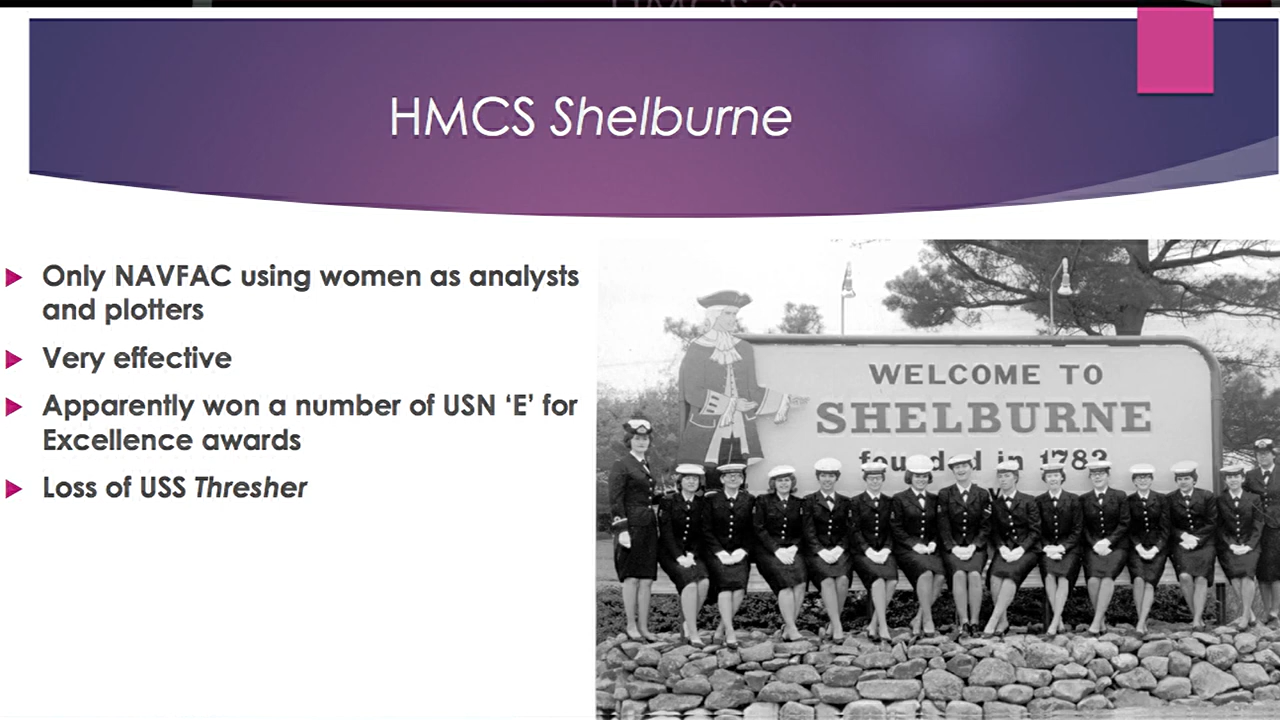 HMCS Shelburne
Only NAVFAC using women as analysts
and plotters
Very effective
Apparently won a number of USN ‘E’ for
Excellence awards
Loss of USS Thresher
WELCOME TO
SHELBURNE
founded in 1783